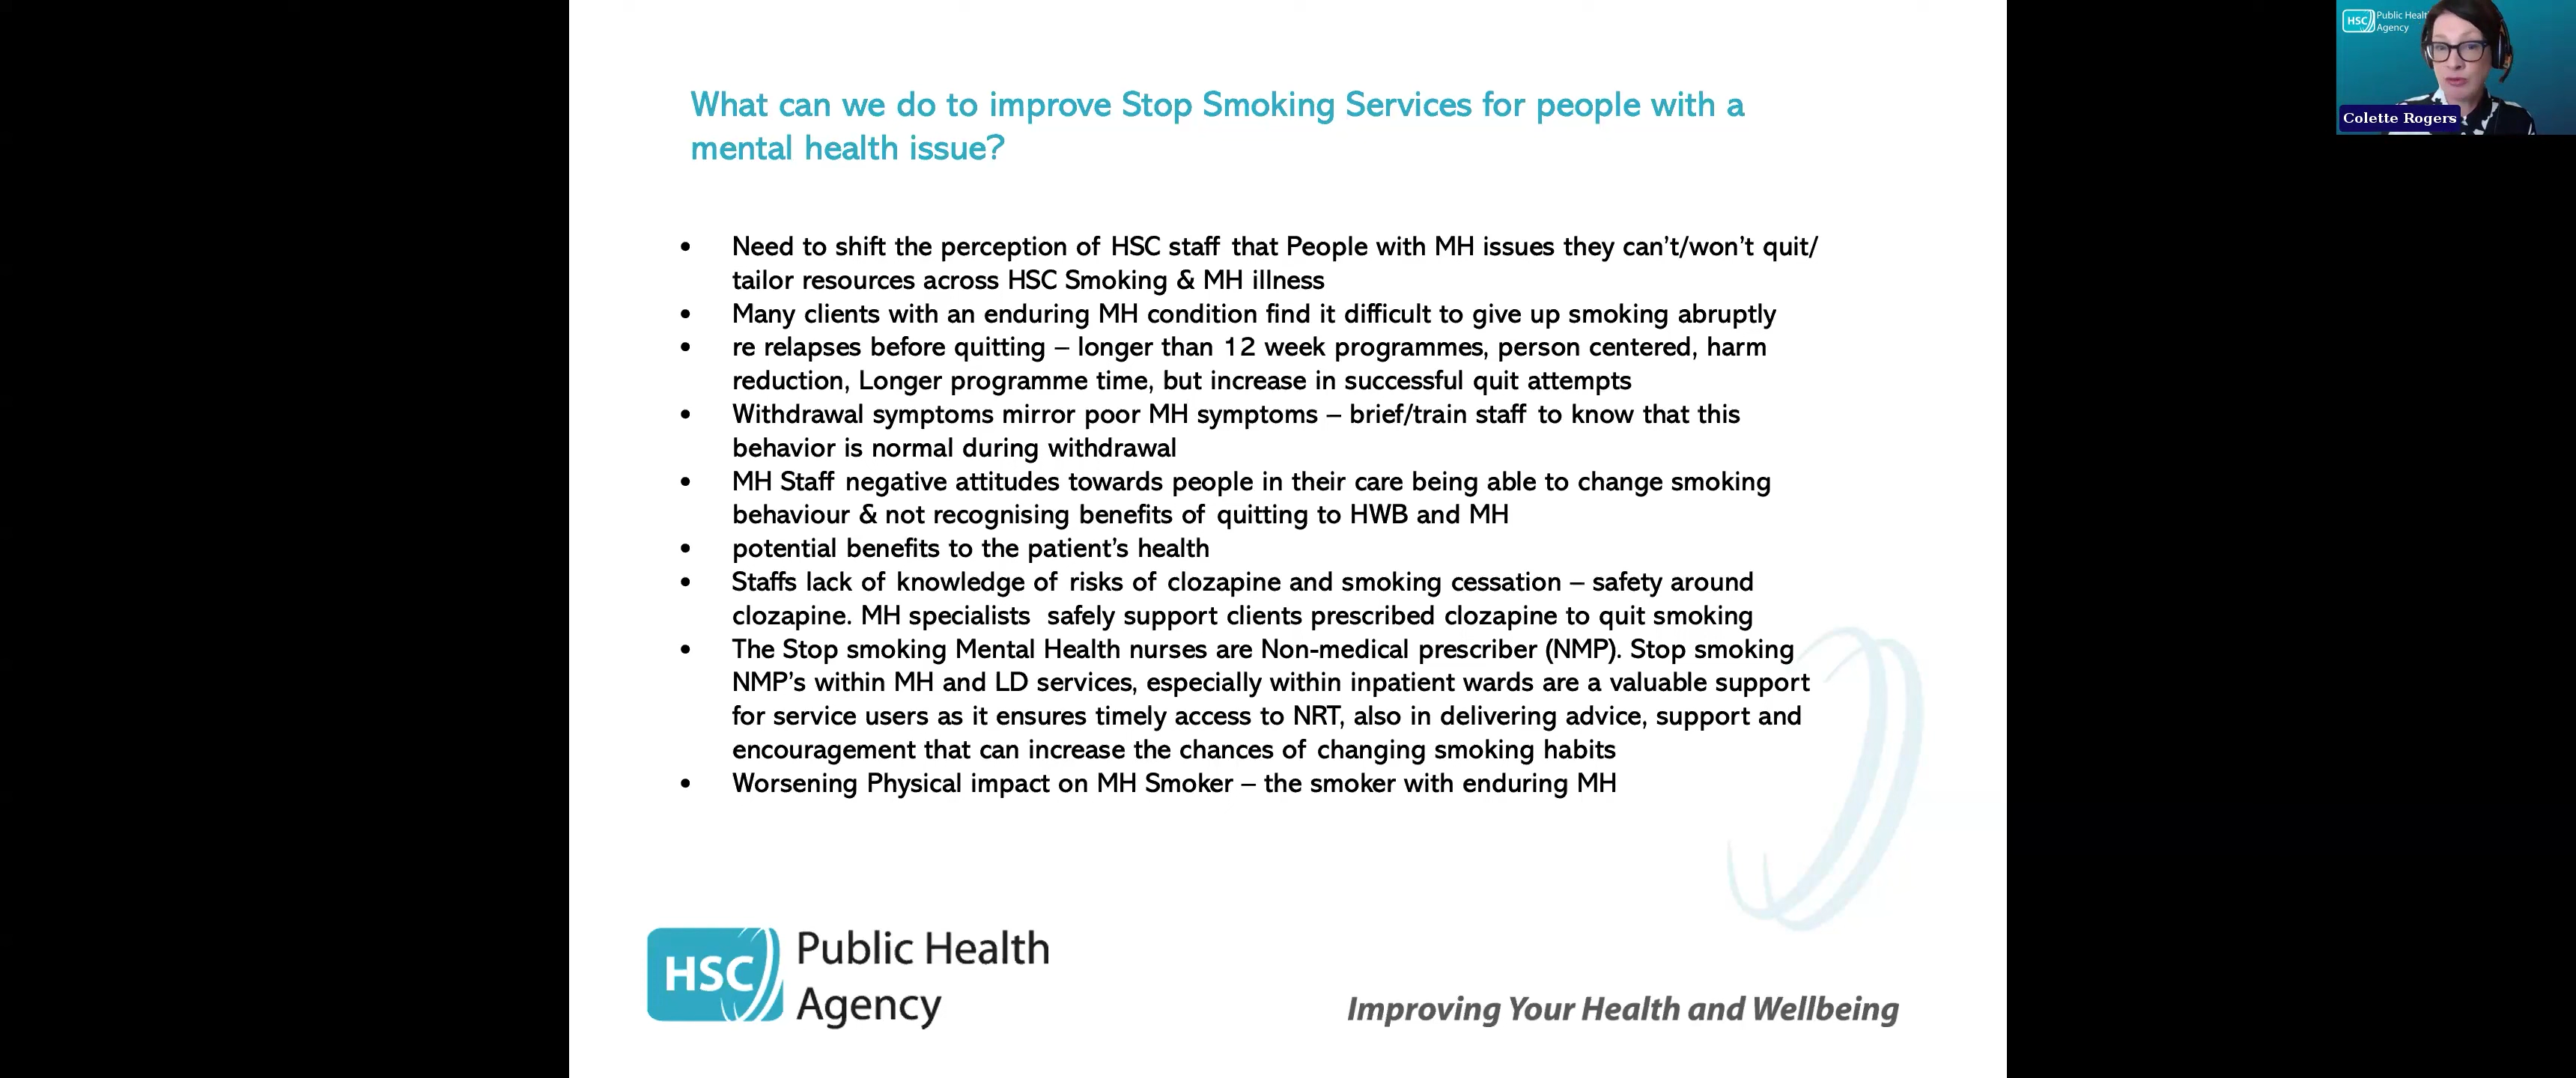 What can we do to improve Stop Smoking Services for people with a
mental health issue?
• Need to shift the perception of HSC staff that People with MH issues they can’t/won’t quit/
tailor resources across HSC Smoking & MH illness
• Many clients with an enduring MH condition find it difficult to give up smoking abruptly
• re relapses before quitting – longer than 12 week programmes, person centered, harm
reduction, Longer programme time, but increase in successful quit attempts
• Withdrawal symptoms mirror poor MH symptoms – brief/train staff to know that this
behavior is normal during withdrawal
• MH Staff negative attitudes towards people in their care being able to change smoking
behaviour & not recognising benefits of quitting to HWB and MH
• potential benefits to the patient’s health
• Staffs lack of knowledge of risks of clozapine and smoking cessation – safety around
clozapine. MH specialists safely support clients prescribed clozapine to quit smoking
• The Stop smoking Mental Health nurses are Non-medical prescriber (NMP). Stop smoking
NMP’s within MH and LD services, especially within inpatient wards are a valuable support
for service users as it ensures timely access to NRT, also in delivering advice, support and
encouragement that can increase the chances of changing smoking habits
• Worsening Physical impact on MH Smoker – the smoker with enduring MH
HSC Public Health
Agency
Improving Your Health and Wellbeing
HSC Public Healt
Agency
Colette Rogers